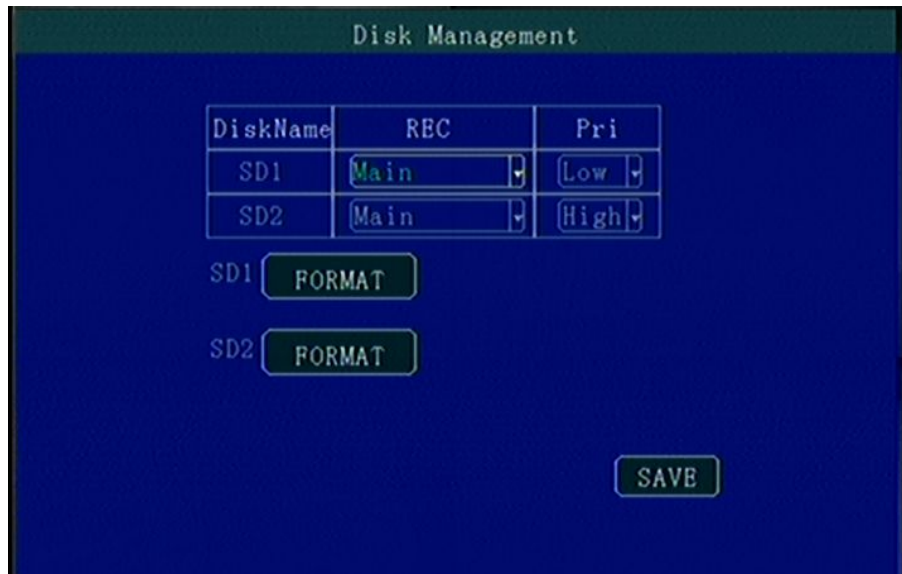 Disk Management
DiskName REC Pri
SD1 Main Low
SD2 Main High
SD1 FORMAT
SD2 FORMAT
SAVE